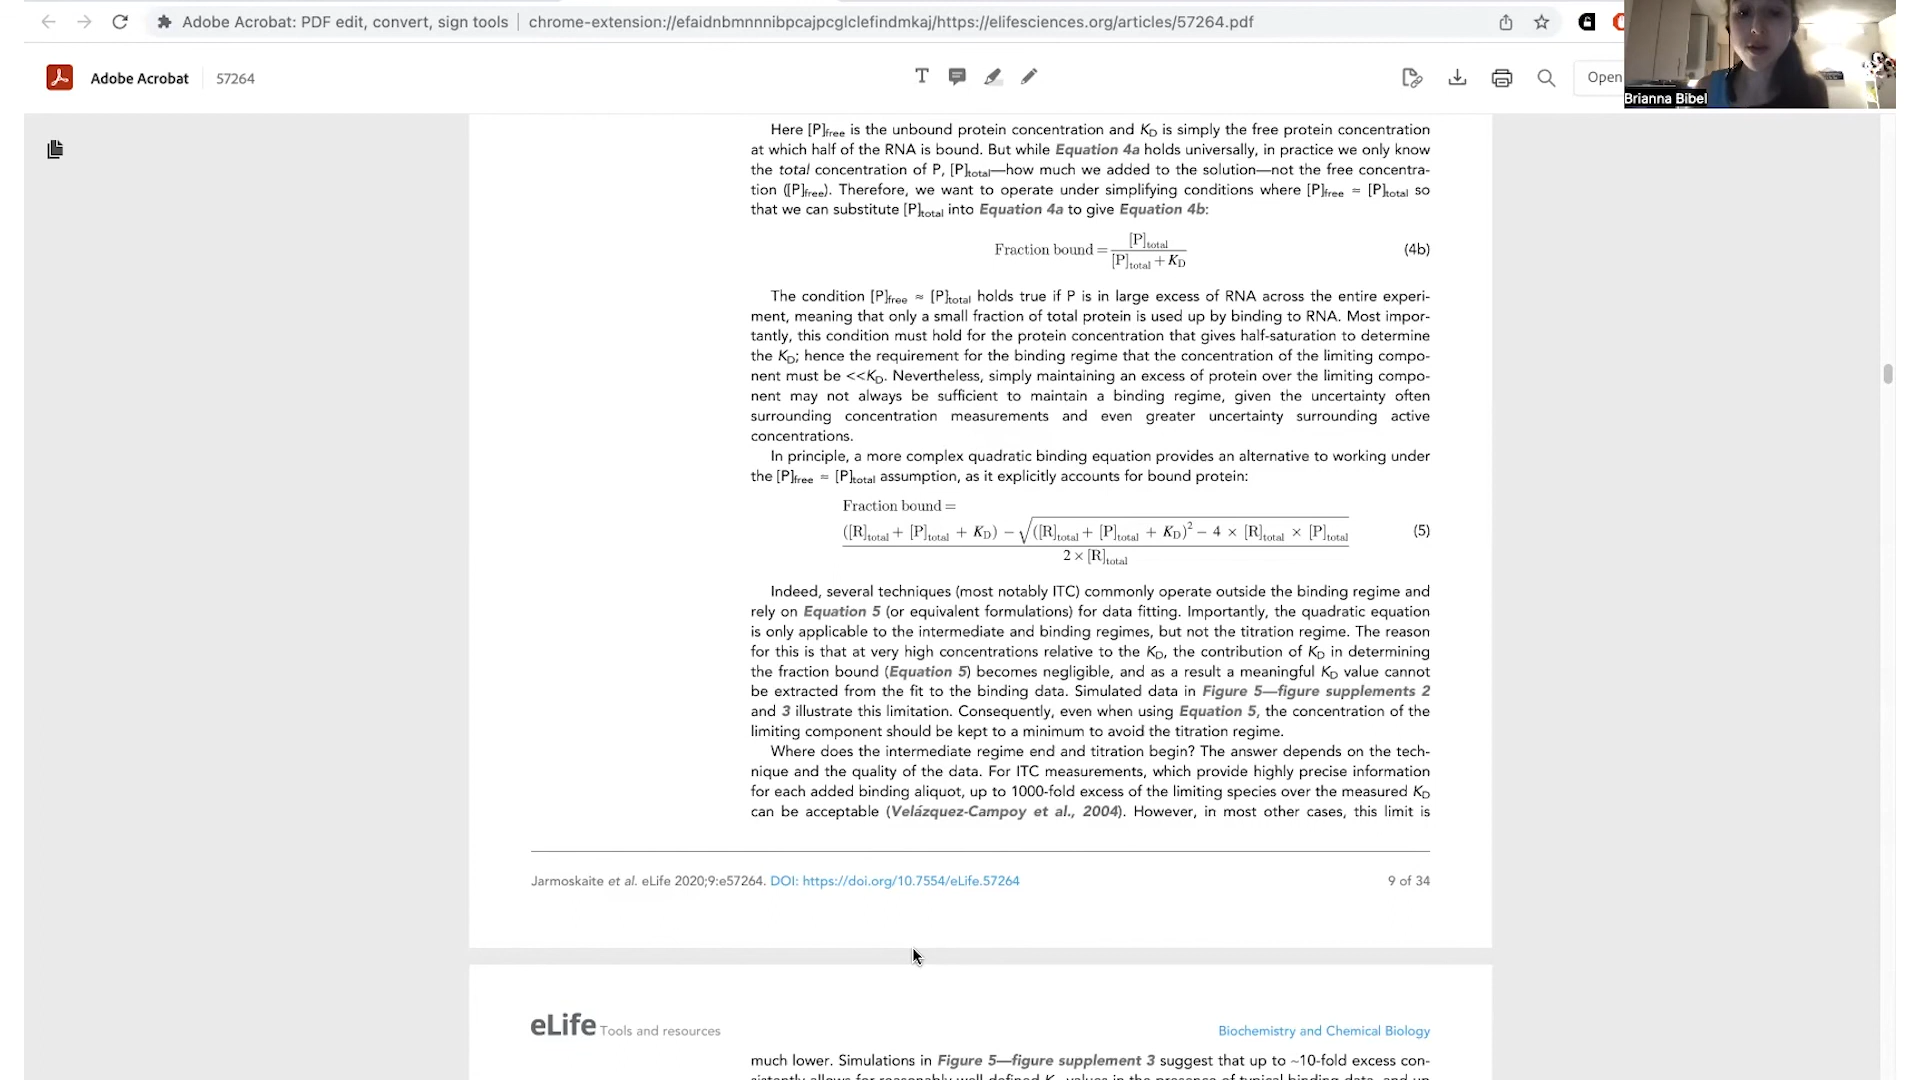 Adobe Acrobat: PDF edit, convert, sign tools | chrome-extension://efaidnbmnnnibpcajpcglclefindmkaj/https://elifesciences.org/articles/57264.pdf
Adobe Acrobat 57264
Open
Brianna Bibel
Here [P]free is the unbound protein concentration and KD is simply the free protein concentration
at which half of the RNA is bound. But while Equation 4a holds universally, in practice we only know
the total concentration of P, [P]total—how much we added to the solution—not the free concentra-
tion ([P]free). Therefore, we want to operate under simplifying conditions where [P]free ≈ [P]total so
that we can substitute [P]total into Equation 4a to give Equation 4b:
Fraction bound = [P]total / [P]total + KD (4b)
The condition [P]free ≈ [P]total holds true if P is in large excess of RNA across the entire experi-
ment, meaning that only a small fraction of total protein is used up by binding to RNA. Most impor-
tantly, this condition must hold for the protein concentration that gives half-saturation to determine
the KD; hence the requirement for the binding regime that the concentration of the limiting compo-
nent must be <<KD. Nevertheless, simply maintaining an excess of protein over the limiting compo-
nent may not always be sufficient to maintain a binding regime, given the uncertainty often
surrounding concentration measurements and even greater uncertainty surrounding active
concentrations.
In principle, a more complex quadratic binding equation provides an alternative to working under
the [P]free ≈ [P]total assumption, as it explicitly accounts for bound protein:
Fraction bound =
([R]total + [P]total + KD) − √([R]total + [P]total + KD)² − 4 × [R]total × [P]total (5)
2 × [R]total
Indeed, several techniques (most notably ITC) commonly operate outside the binding regime and
rely on Equation 5 (or equivalent formulations) for data fitting. Importantly, the quadratic equation
is only applicable to the intermediate and binding regimes, but not the titration regime. The reason
for this is that at very high concentrations relative to the KD, the contribution of KD in determining
the fraction bound (Equation 5) becomes negligible, and as a result a meaningful KD value cannot
be extracted from the fit to the binding data. Simulated data in Figure 5—figure supplements 2
and 3 illustrate this limitation. Consequently, even when using Equation 5, the concentration of the
limiting component should be kept to a minimum to avoid the titration regime.
Where does the intermediate regime end and titration begin? The answer depends on the tech-
nique and the quality of the data. For ITC measurements, which provide highly precise information
for each added binding aliquot, up to 1000-fold excess of the limiting species over the measured KD
can be acceptable (Velázquez-Campoy et al., 2004). However, in most other cases, this limit is
Jarmoskaite et al. eLife 2020;9:e57264. DOI: https://doi.org/10.7554/eLife.57264 9 of 34
eLife Tools and resources Biochemistry and Chemical Biology
much lower. Simulations in Figure 5—figure supplement 3 suggest that up to ~10-fold excess con-